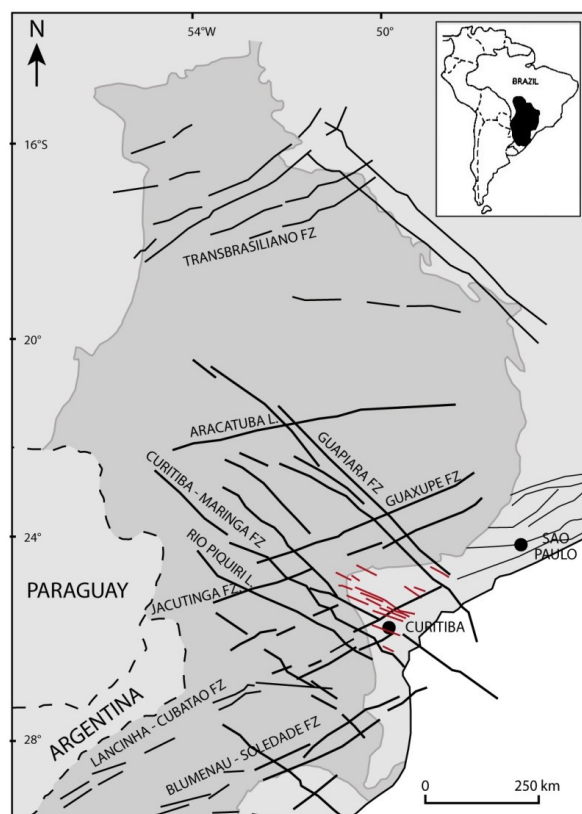 54°W
50°
N
BRAZIL
16°S
TRANSBRASILIANO FZ
20°
ARACATUBA L.
GUAPIARA FZ
CURITIBA - MARINGA FZ
GUAXUPE FZ
24°
SAO
PAULO
RIO PIQUIRI L.
PARAGUAY
JACUTINGA FZ.
CURITIBA
ARGENTINA
LANCINHA - CUBATAO FZ
28°
BLUMENAU - SOLEDADE FZ
0
250 km